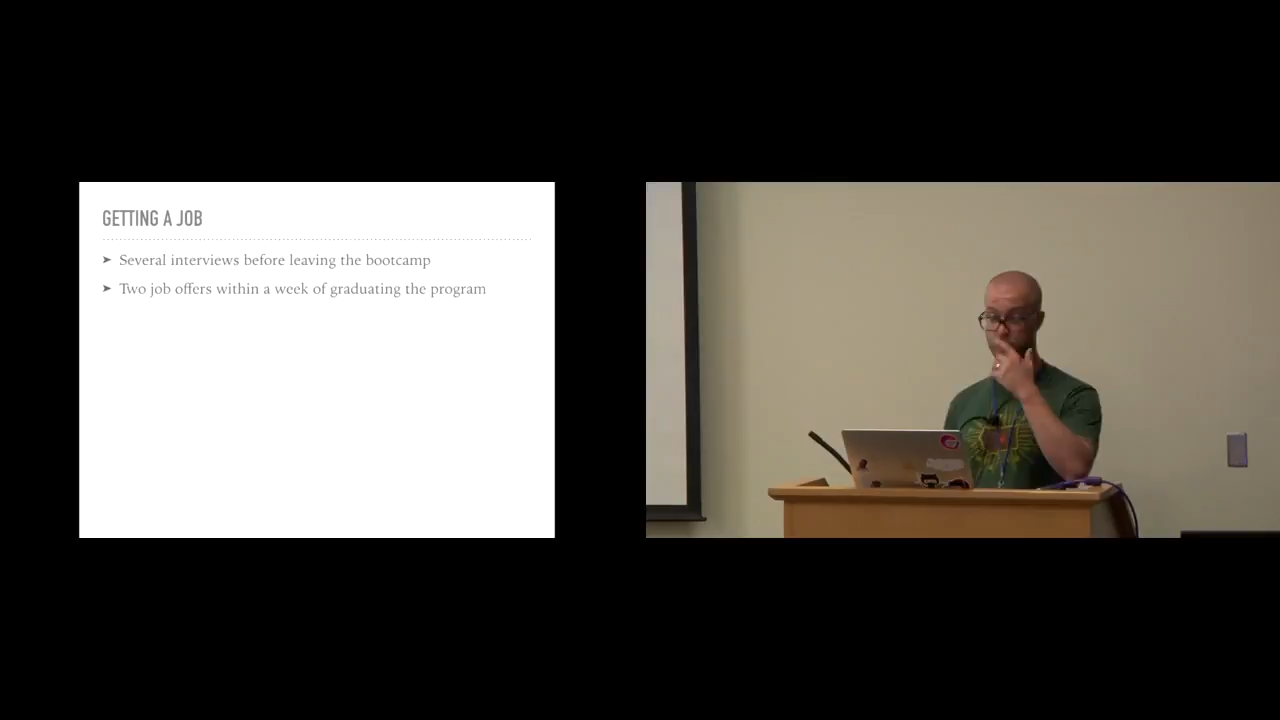 GETTING A JOB
➤ Several interviews before leaving the bootcamp
➤ Two job offers within a week of graduating the program